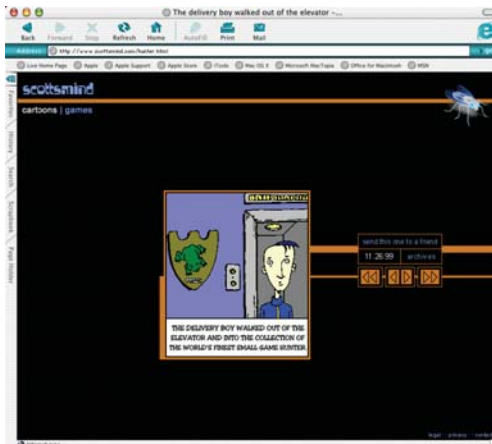 The delivery boy walked out of the elevator -...
Back Forward Stop Refresh Home AutoFill Print Mail
Address http://www.scottsmind.com/
Live Home Page Apple Apple Support Apple Store iTools Mac OS X Microsoft MacTopia Office for Macintosh MSN
Favorites
History
Search
Scrapbook
Page Holder
scottsmind
cartoons | games
send this one to a friend
11.26.99 archives
THE DELIVERY BOY WALKED OUT OF THE
ELEVATOR AND INTO THE COLLECTION OF
THE WORLD'S FINEST SMALL GAME HUNTER.
legal privacy